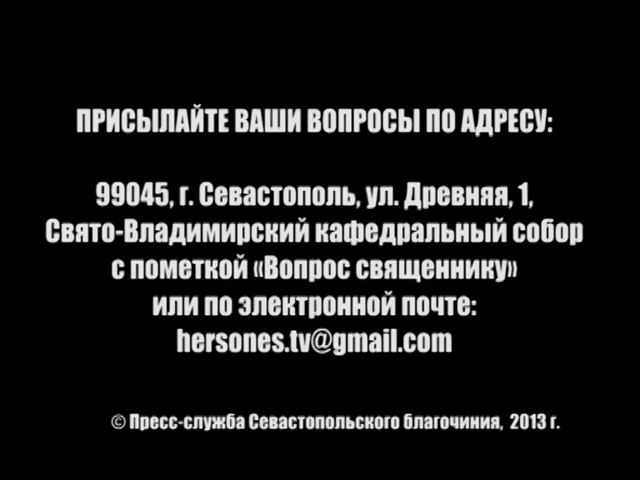 ПРИСЫЛАЙТЕ ВАШИ ВОПРОСЫ ПО АДРЕСУ:
99045, г. Севастополь, ул. Древняя, 1,
Свято-Владимирский кафедральный собор
с пометкой «Вопрос священнику»
или по электронной почте:
hersones.tv@gmail.com
© Пресс-служба Севастопольского благочиния, 2013 г.